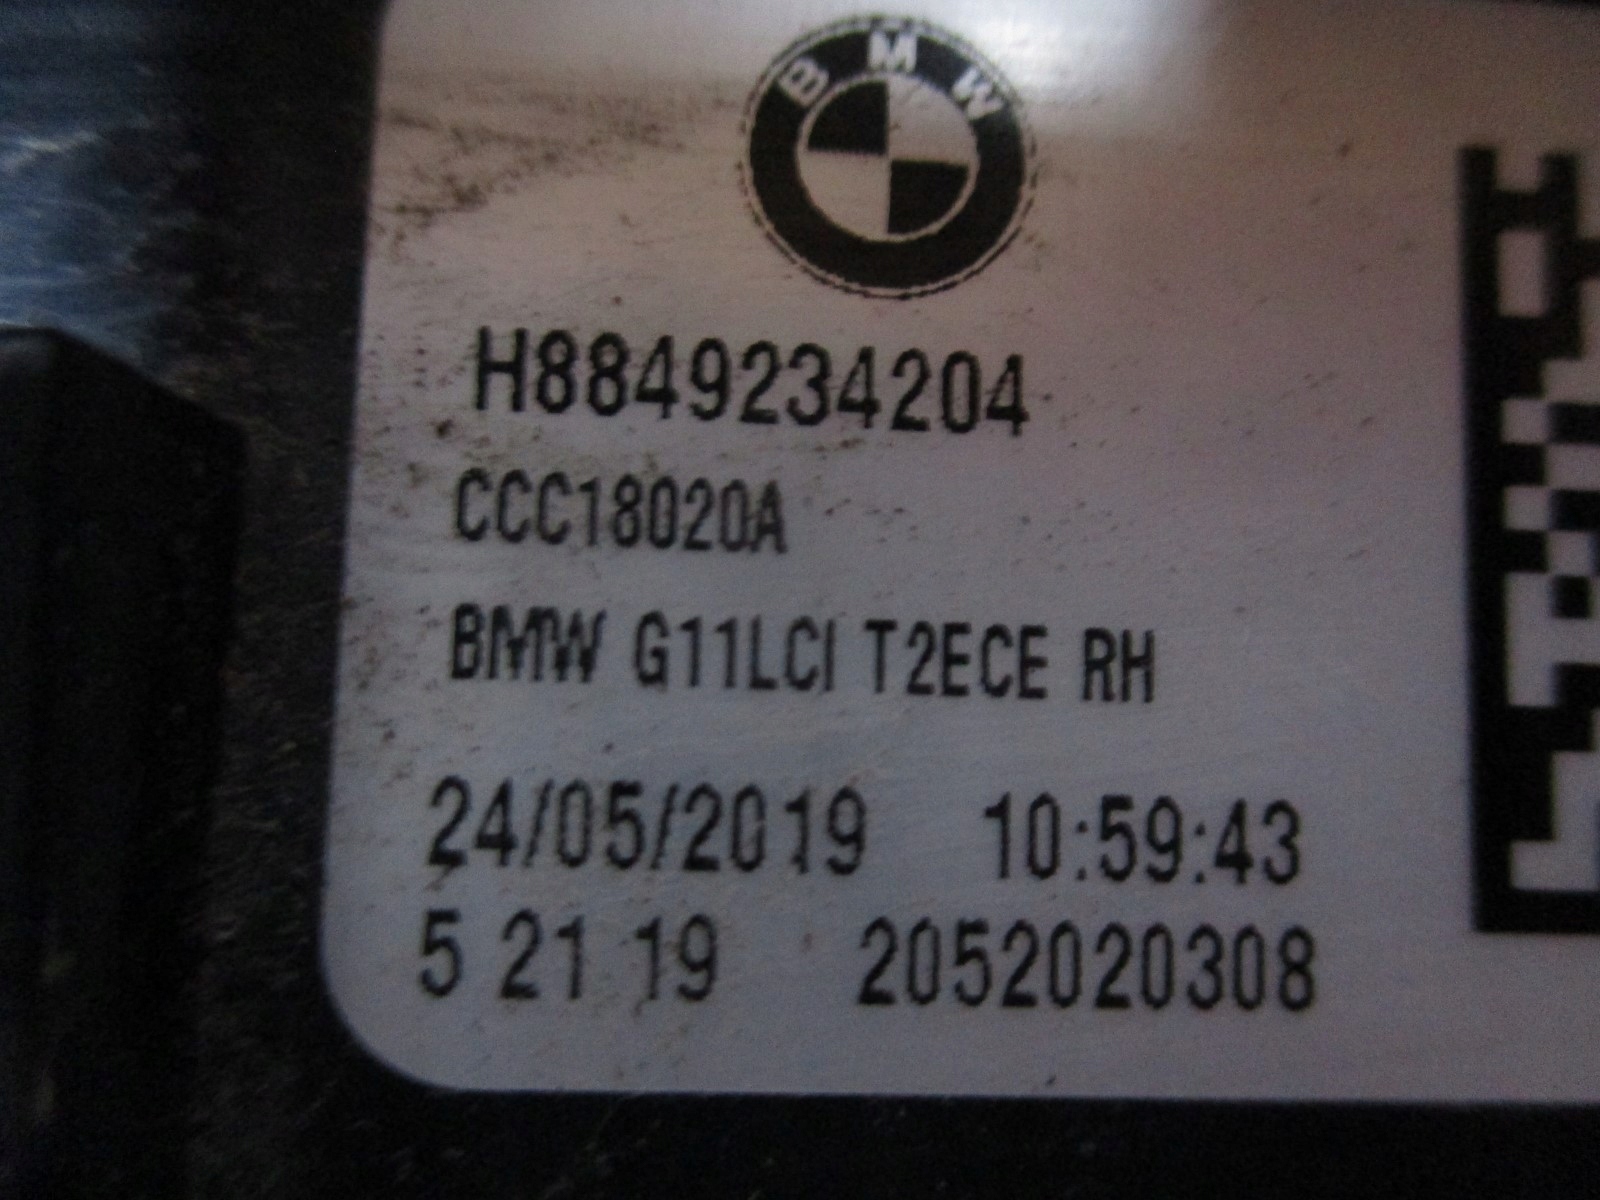 BMW
H8849234204
CCC18020A
BMW G11LCI T2ECE RH
24/05/2019 10:59:43
5 21 19 2052020308